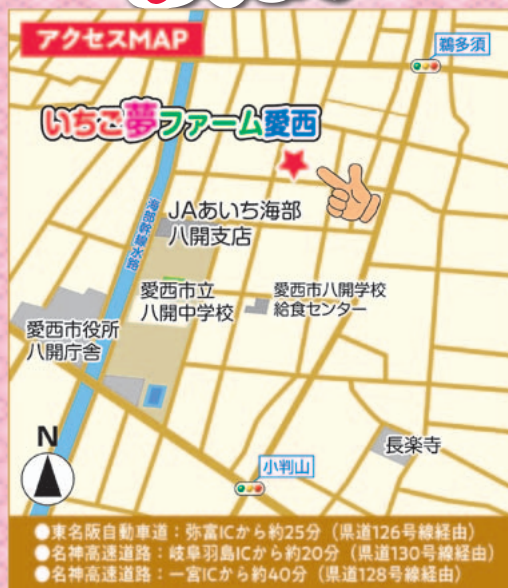 アクセスMAP
鵜多須
いちご夢ファーム愛西
海部幹線水路
JAあいち海部
八開支店
愛西市立
八開中学校
愛西市八開学校
給食センター
愛西市役所
八開庁舎
N
小判山
長楽寺
●東名阪自動車道：弥富ICから約25分（県道126号線経由）
●名神高速道路：岐阜羽島ICから約20分（県道130号線経由）
●名神高速道路：一宮ICから約40分（県道128号線経由）